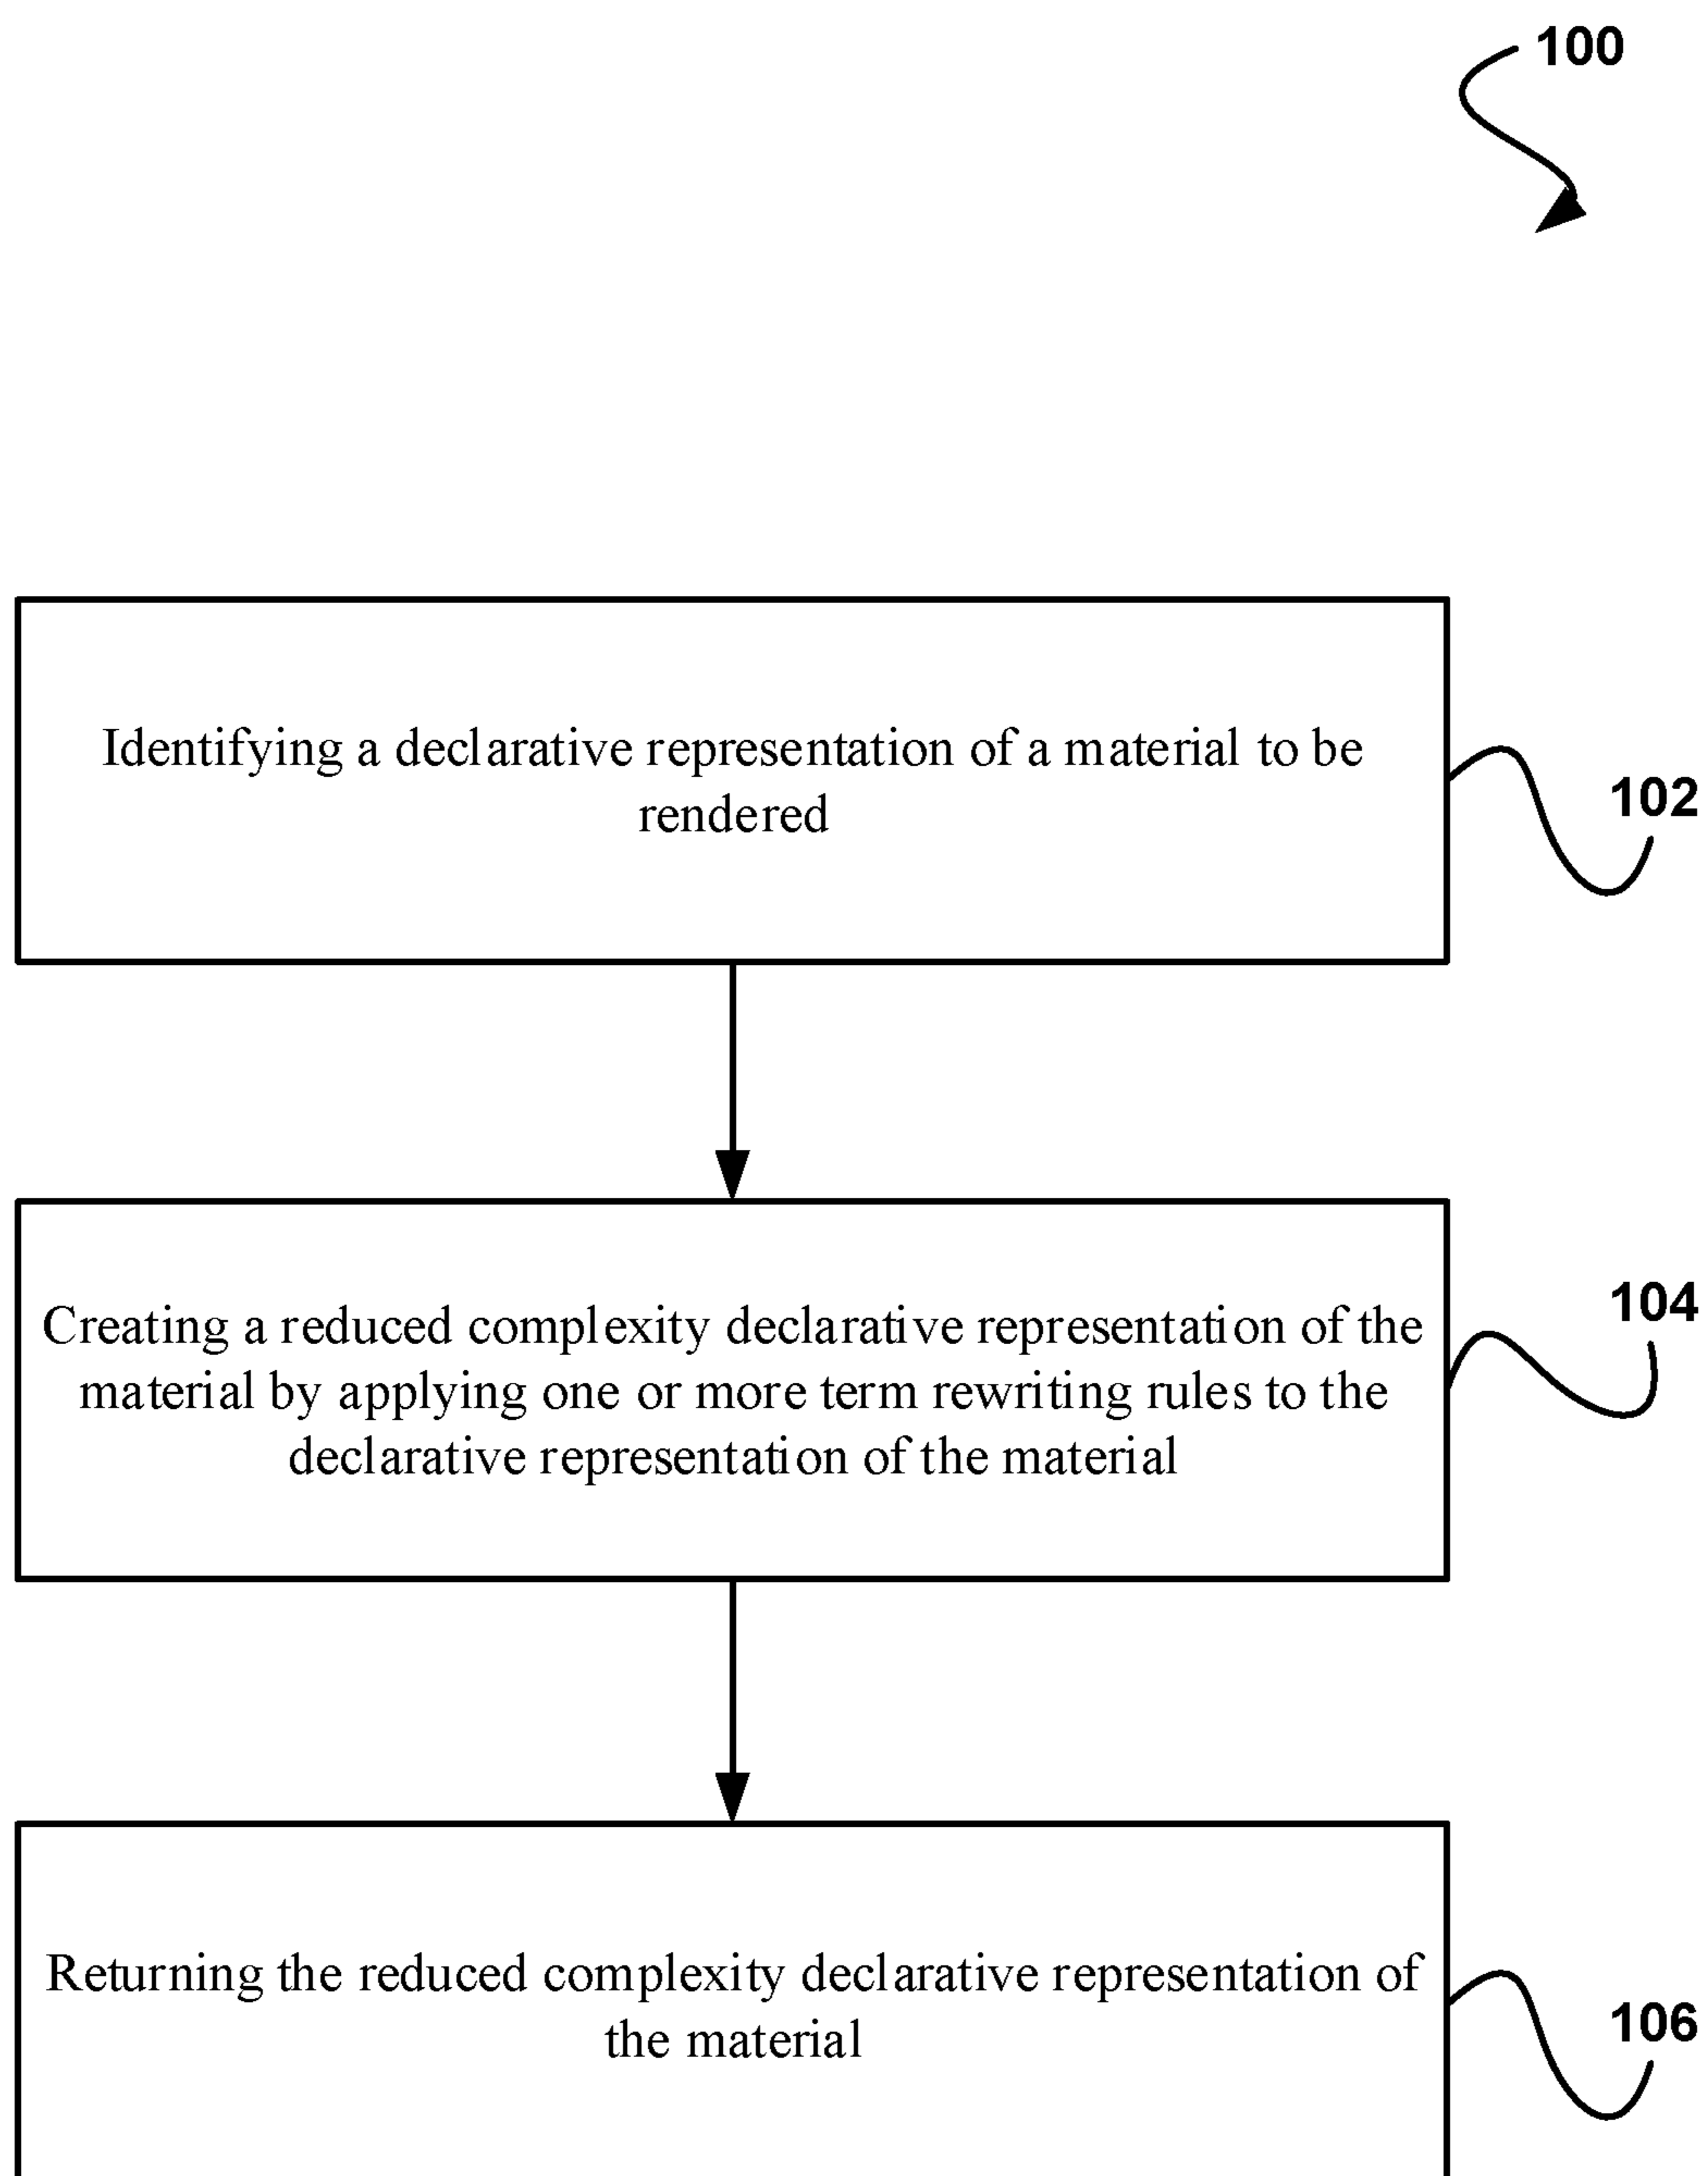 100
Identifying a declarative representation of a material to be
rendered
102
Creating a reduced complexity declarative representation of the
material by applying one or more term rewriting rules to the
declarative representation of the material
104
Returning the reduced complexity declarative representation of
the material
106